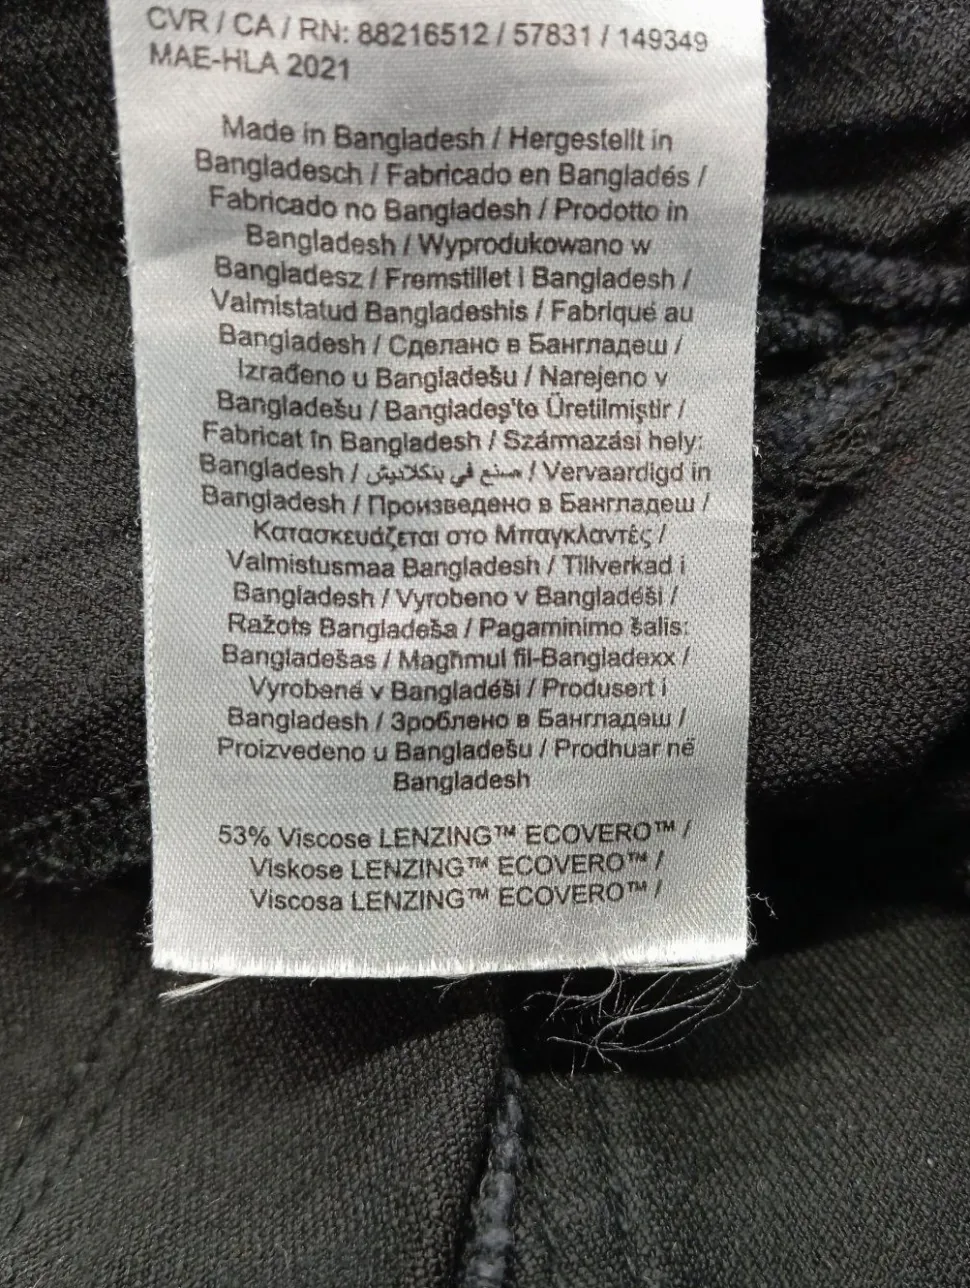 CVR / CA / RN: 88216512 / 57831 / 149349
MAE-HLA 2021
Made in Bangladesh / Hergestellt in
Bangladesch / Fabricado en Bangladés /
Fabricado no Bangladesh / Prodotto in
Bangladesh / Wyprodukowano w
Bangladesz / Fremstillet i Bangladesh /
Valmistatud Bangladeshis / Fabriqué au
Bangladesh / Сделано в Бангладеш /
Izrađeno u Bangladešu / Narejeno v
Bangladešu / Bangladeş'te Üretilmiştir /
Fabricat în Bangladesh / Származási hely:
Bangladesh / صنع في بنكلاديش / Vervaardigd in
Bangladesh / Произведено в Бангладеш /
Κατασκευάζεται στο Μπαγκλαντές /
Valmistusmaa Bangladesh / Tillverkad i
Bangladesh / Vyrobeno v Bangladéši /
Ražots Bangladeša / Pagaminimo šalis:
Bangladešas / Magħmul fil-Bangladexx /
Vyrobené v Bangladéši / Produsert i
Bangladesh / Зроблено в Бангладеш /
Proizvedeno u Bangladešu / Prodhuar në
Bangladesh
53% Viscose LENZING™ ECOVERO™ /
Viskose LENZING™ ECOVERO™ /
Viscosa LENZING™ ECOVERO™ /